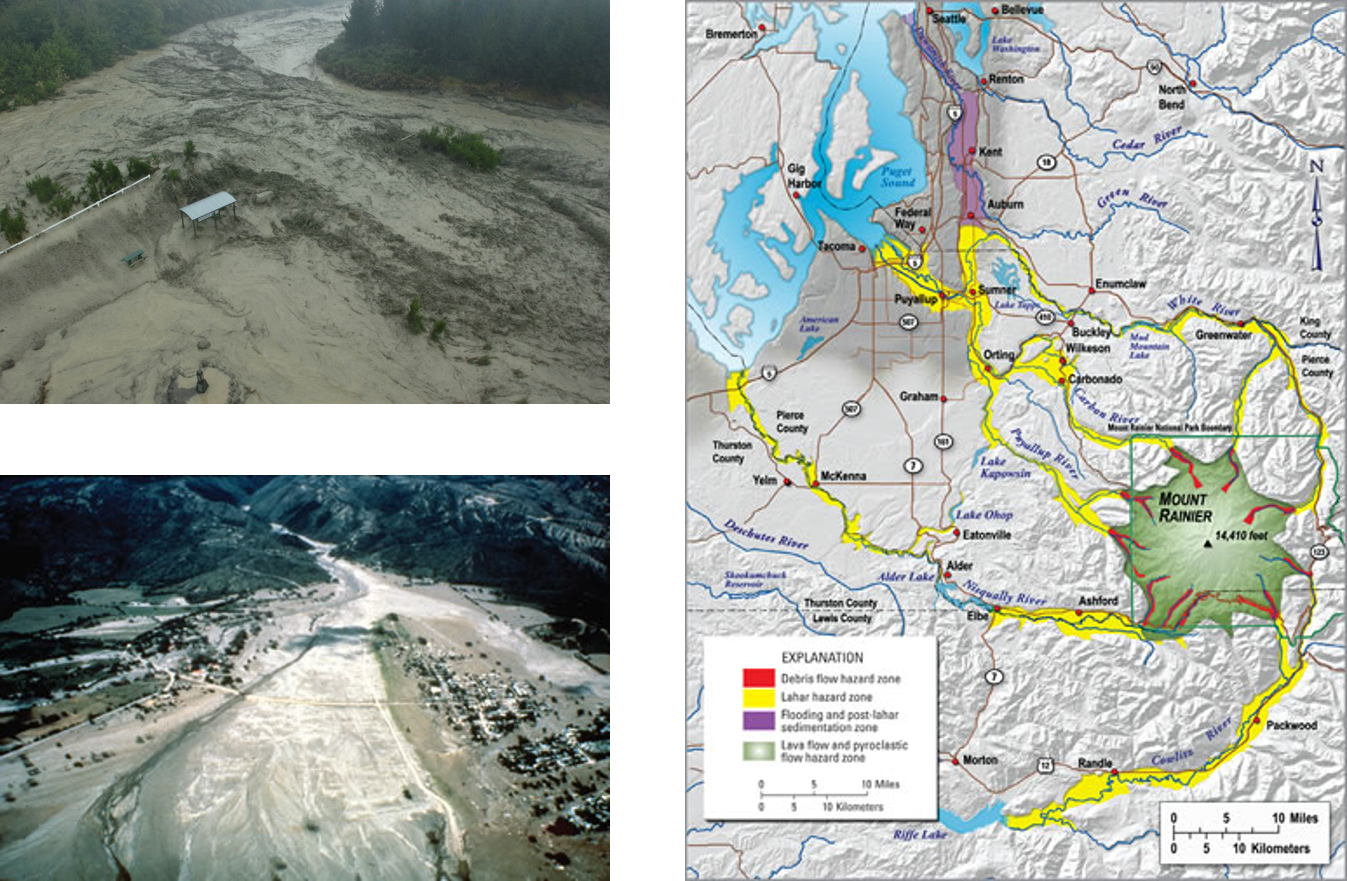 Seattle
Bellevue
Bremerton
Lake
Washington
Duwamish River
Renton
90
North
Bend
5
Kent
Cedar River
18
Gig
Harbor
Puget
Sound
N
Green River
Auburn
Federal
Way
Tacoma
5
Enumclaw
Sumner
Puyallup
Lake Tapps
White River
American
Lake
507
410
Buckley
Mud
Mountain
Lake
Greenwater
King
County
Pierce
County
Wilkeson
Orting
Carbonado
5
Graham
Carbon River
507
Pierce
County
Mount Rainier National Park Boundary
Thurston
County
161
Puyallup River
7
Lake
Kapowsin
Yelm
McKenna
MOUNT
RAINIER
14,410 feet
Lake Ohop
Deschutes River
Eatonville
123
Alder
Alder Lake
Skookumchuck
Reservoir
Nisqually River
Thurston County
Lewis County
Elbe
Ashford
EXPLANATION
Debris flow hazard zone
Lahar hazard zone
Flooding and post-lahar
sedimentation zone
Lava flow and pyroclastic
flow hazard zone
0 5 10 Miles
0 5 10 Kilometers
7
Packwood
Cowlitz River
Morton
12
Randle
Riffe Lake
0 5 10 Miles
0 5 10 Kilometers